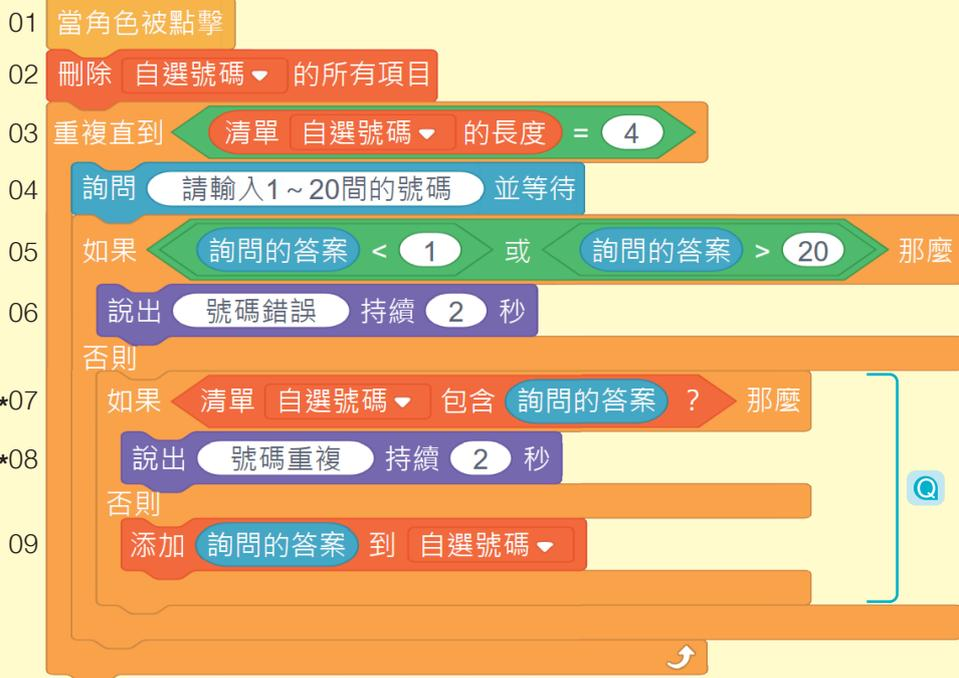 01 當角色被點擊
02 刪除 自選號碼 的所有項目
03 重複直到 清單 自選號碼 的長度 = 4
04 詢問 請輸入1～20間的號碼 並等待
05 如果 詢問的答案 < 1 或 詢問的答案 > 20 那麼
06 說出 號碼錯誤 持續 2 秒
否則
*07 如果 清單 自選號碼 包含 詢問的答案 ? 那麼
*08 說出 號碼重複 持續 2 秒
Q
否則
09 添加 詢問的答案 到 自選號碼